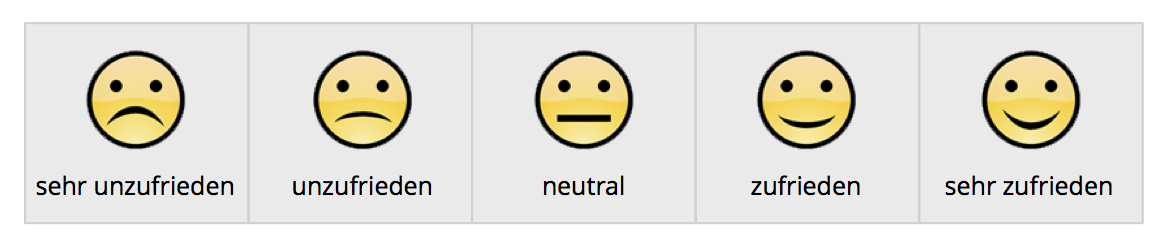 sehr unzufrieden
unzufrieden
neutral
zufrieden
sehr zufrieden